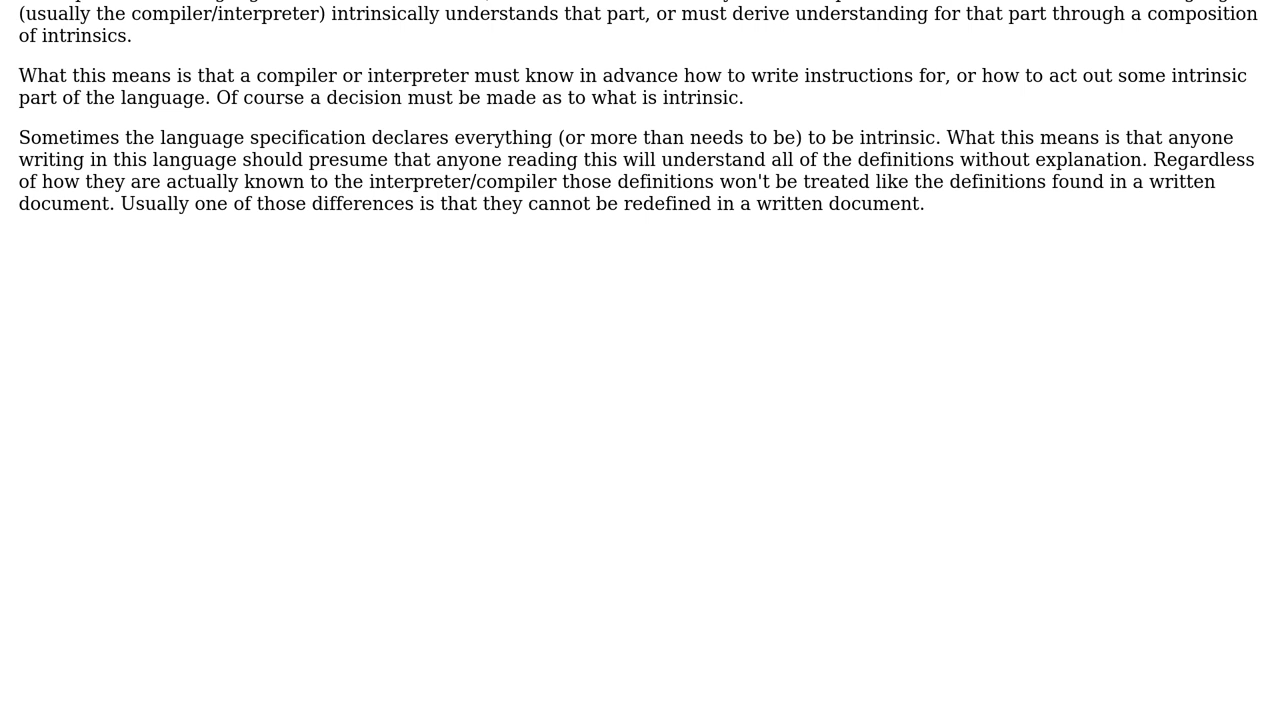 (usually the compiler/interpreter) intrinsically understands that part, or must derive understanding for that part through a composition
of intrinsics.
What this means is that a compiler or interpreter must know in advance how to write instructions for, or how to act out some intrinsic
part of the language. Of course a decision must be made as to what is intrinsic.
Sometimes the language specification declares everything (or more than needs to be) to be intrinsic. What this means is that anyone
writing in this language should presume that anyone reading this will understand all of the definitions without explanation. Regardless
of how they are actually known to the interpreter/compiler those definitions won't be treated like the definitions found in a written
document. Usually one of those differences is that they cannot be redefined in a written document.